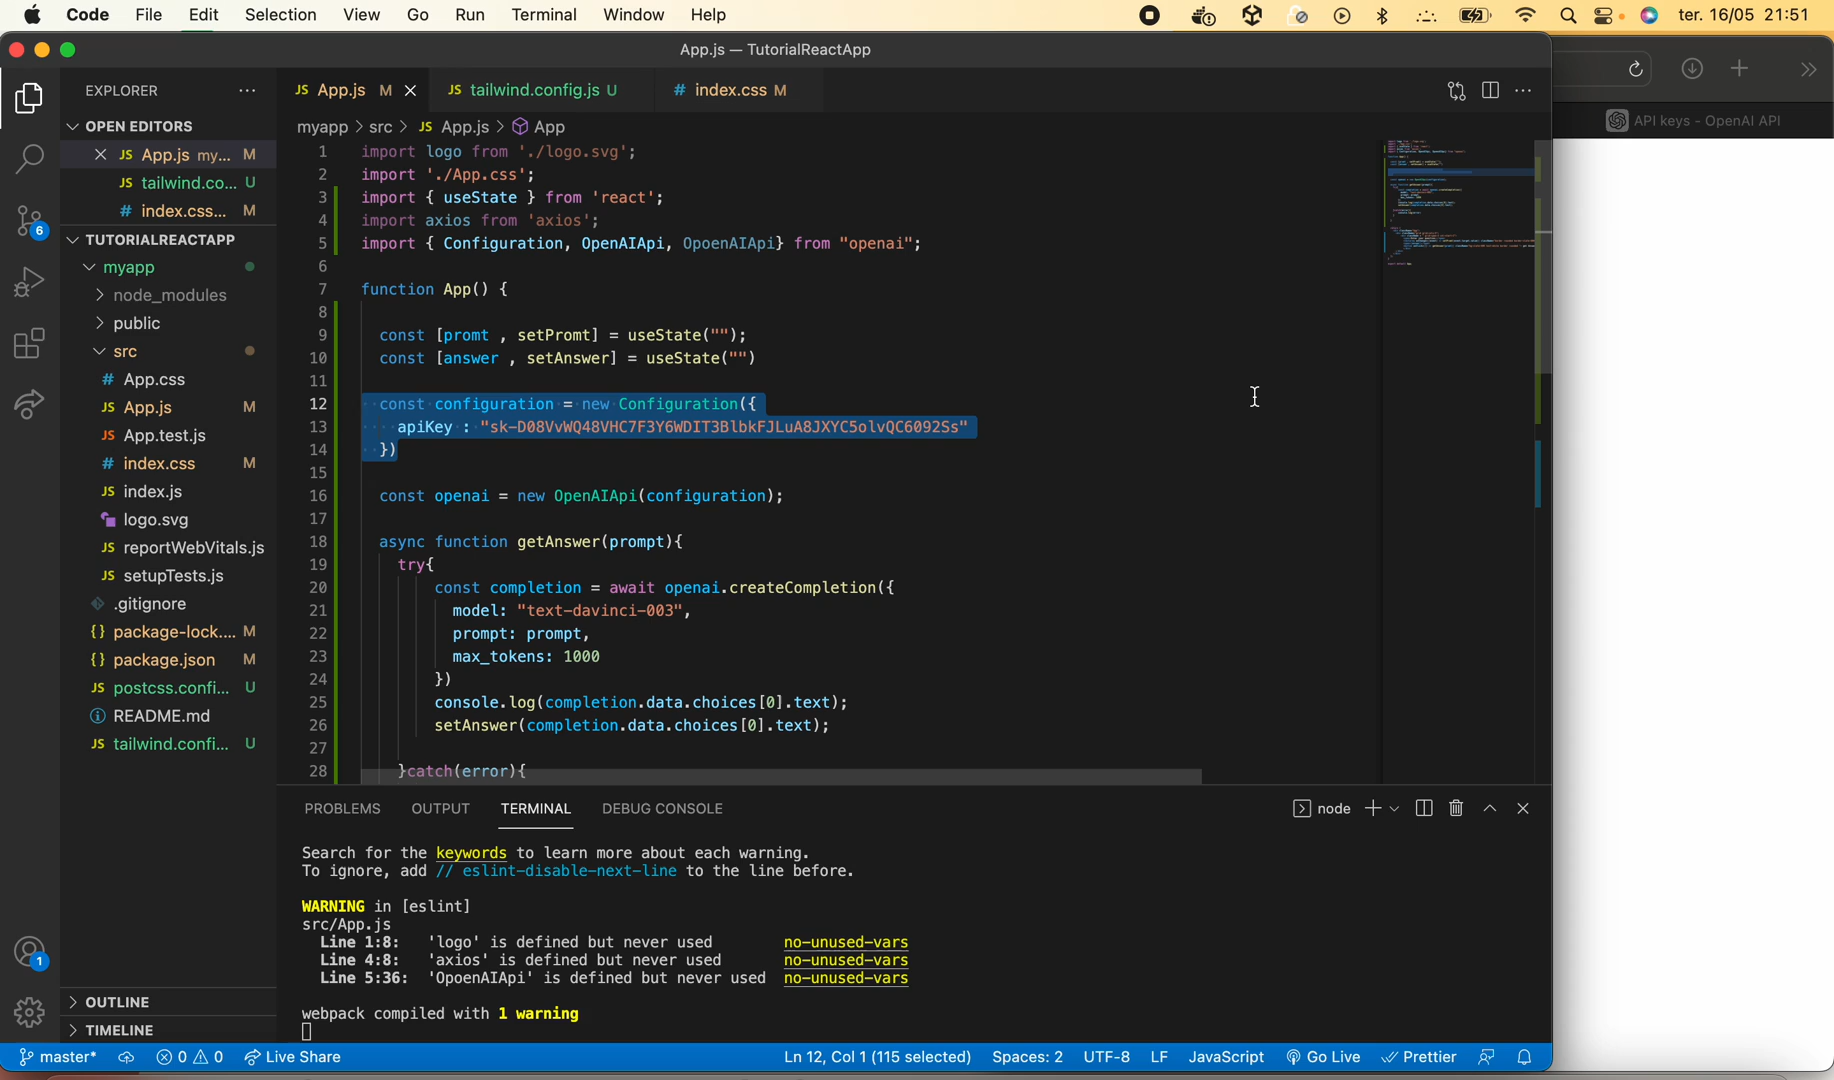 Code File Edit Selection View Go Run Terminal Window Help ter. 16/05 21:51
App.js — TutorialReactApp
EXPLORER
JS App.js M
JS tailwind.config.js U
# index.css M
API keys - OpenAI API
OPEN EDITORS
JS App.js my... M
JS tailwind.co... U
# index.css... M
TUTORIALREACTAPP
myapp
node_modules
public
src
# App.css
JS App.js M
JS App.test.js
# index.css M
JS index.js
logo.svg
JS reportWebVitals.js
JS setupTests.js
.gitignore
{} package-lock.... M
{} package.json M
JS postcss.confi... U
README.md
JS tailwind.confi... U
OUTLINE
TIMELINE
6
1
myapp > src > JS App.js > App
1 import logo from './logo.svg';
2 import './App.css';
3 import { useState } from 'react';
4 import axios from 'axios';
5 import { Configuration, OpenAIApi, OpoenAIApi} from "openai";
6
7 function App() {
8
9 const [promt , setPromt] = useState("");
10 const [answer , setAnswer] = useState("")
11
12 const configuration = new Configuration({
13 apiKey : "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"
14 })
15
16 const openai = new OpenAIApi(configuration);
17
18 async function getAnswer(prompt){
19 try{
20 const completion = await openai.createCompletion({
21 model: "text-davinci-003",
22 prompt: prompt,
23 max_tokens: 1000
24 })
25 console.log(completion.data.choices[0].text);
26 setAnswer(completion.data.choices[0].text);
27
28 }catch(error){
PROBLEMS OUTPUT TERMINAL DEBUG CONSOLE node
Search for the keywords to learn more about each warning.
To ignore, add // eslint-disable-next-line to the line before.
WARNING in [eslint]
src/App.js
Line 1:8: 'logo' is defined but never used no-unused-vars
Line 4:8: 'axios' is defined but never used no-unused-vars
Line 5:36: 'OpoenAIApi' is defined but never used no-unused-vars
webpack compiled with 1 warning
master* 0 0 Live Share Ln 12, Col 1 (115 selected) Spaces: 2 UTF-8 LF JavaScript Go Live Prettier